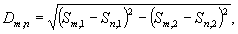 D_{m,n} = \sqrt{(S_{m,1} - S_{n,1})^2 - (S_{m,2} - S_{n,2})^2},